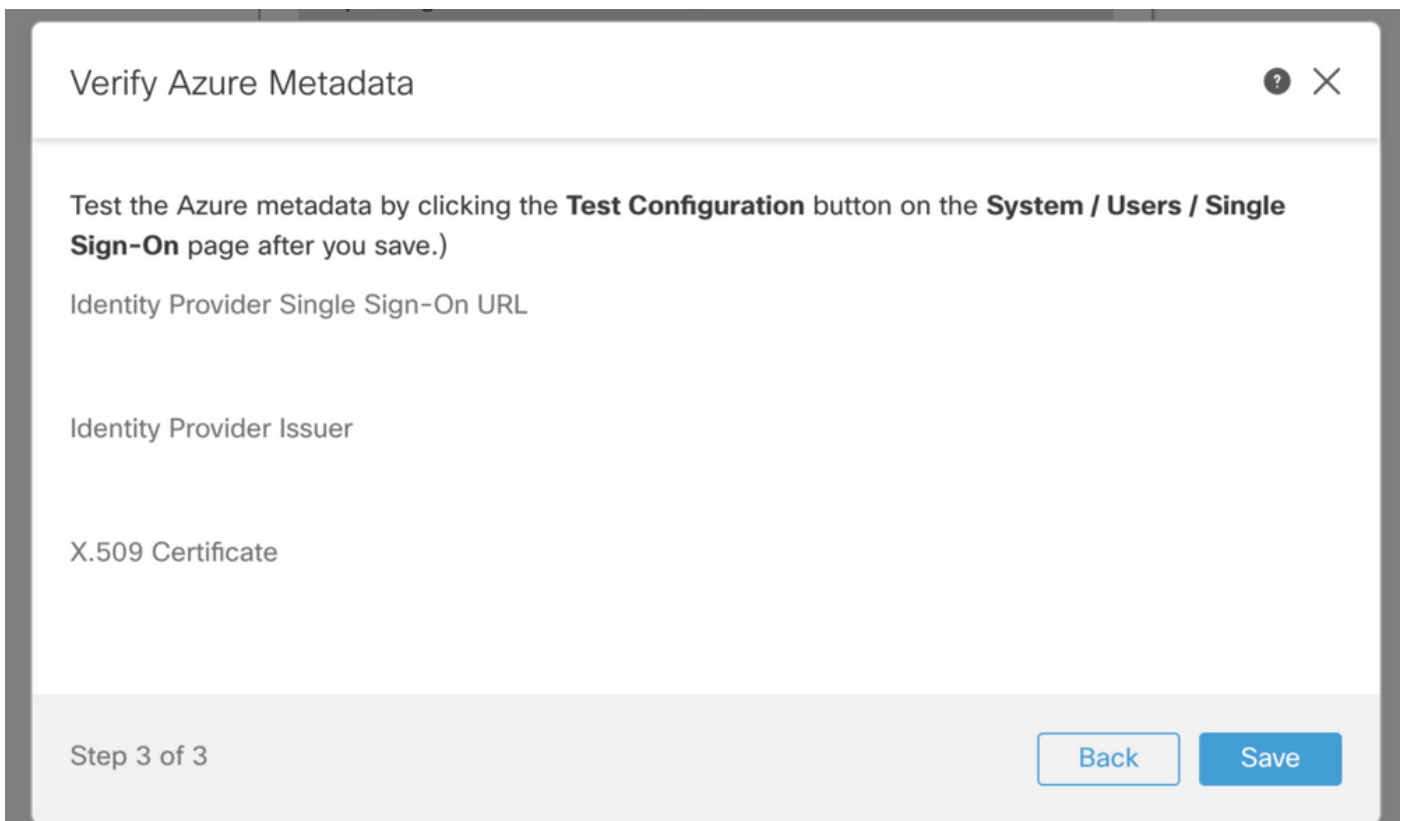 Verify Azure Metadata
?
Test the Azure metadata by clicking the Test Configuration button on the System / Users / Single
Sign-On page after you save.)
Identity Provider Single Sign-On URL
Identity Provider Issuer
X.509 Certificate
Step 3 of 3
Back
Save